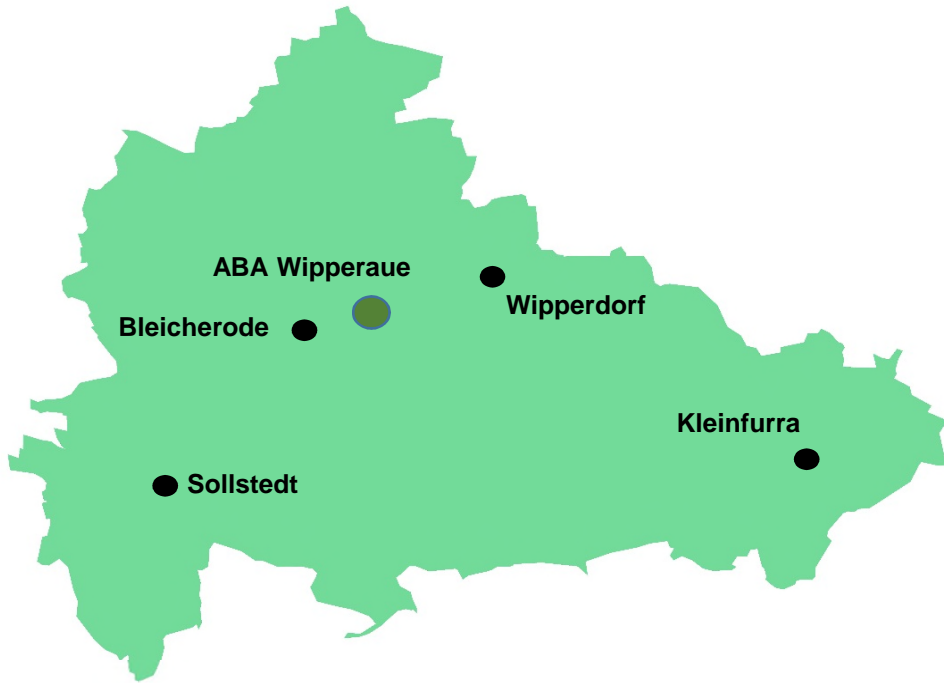 ABA Wipperaue
Wipperdorf
Bleicherode
Kleinfurra
Sollstedt